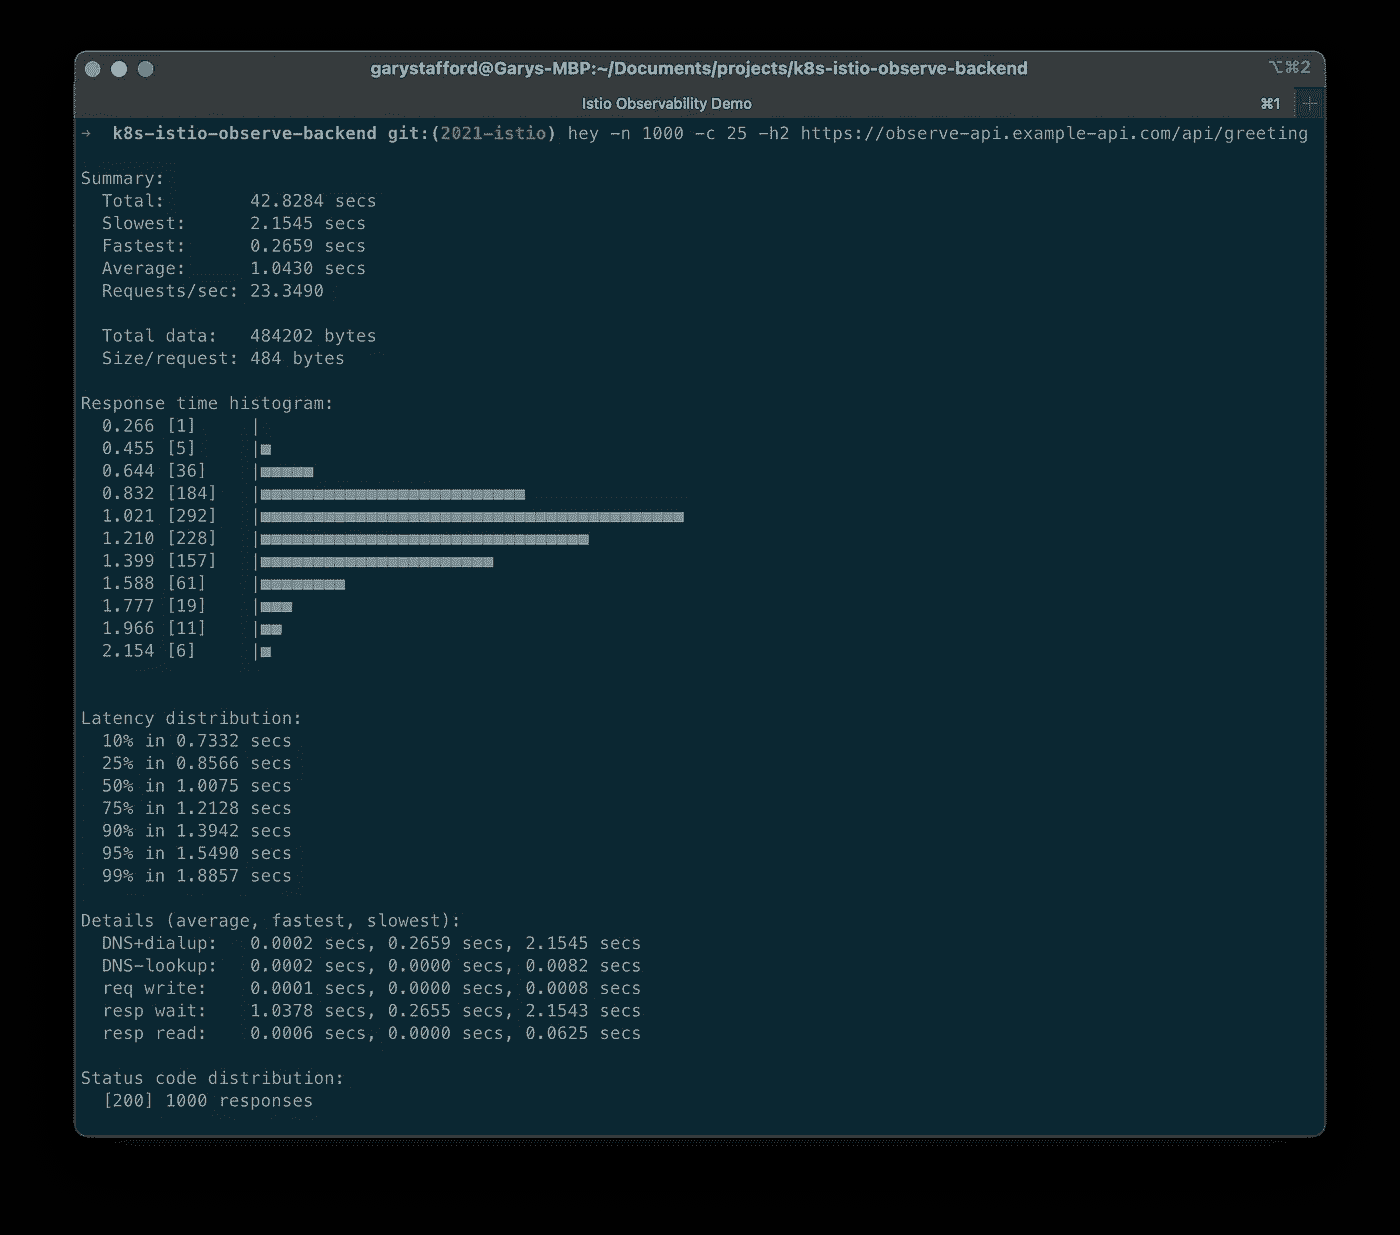 garystafford@Garys-MBP:~/Documents/projects/k8s-istio-observe-backend ⌥⌘2
Istio Observability Demo ⌘1 +
→ k8s-istio-observe-backend git:(2021-istio) hey -n 1000 -c 25 -h2 https://observe-api.example-api.com/api/greeting
Summary:
Total: 42.8284 secs
Slowest: 2.1545 secs
Fastest: 0.2659 secs
Average: 1.0430 secs
Requests/sec: 23.3490
Total data: 484202 bytes
Size/request: 484 bytes
Response time histogram:
0.266 [1] |
0.455 [5] |■
0.644 [36] |■■■■■
0.832 [184] |■■■■■■■■■■■■■■■■■■■■■■■■■
1.021 [292] |■■■■■■■■■■■■■■■■■■■■■■■■■■■■■■■■■■■■■■■■
1.210 [228] |■■■■■■■■■■■■■■■■■■■■■■■■■■■■■■■
1.399 [157] |■■■■■■■■■■■■■■■■■■■■■■
1.588 [61] |■■■■■■■■
1.777 [19] |■■■
1.966 [11] |■■
2.154 [6] |■
Latency distribution:
10% in 0.7332 secs
25% in 0.8566 secs
50% in 1.0075 secs
75% in 1.2128 secs
90% in 1.3942 secs
95% in 1.5490 secs
99% in 1.8857 secs
Details (average, fastest, slowest):
DNS+dialup: 0.0002 secs, 0.2659 secs, 2.1545 secs
DNS-lookup: 0.0002 secs, 0.0000 secs, 0.0082 secs
req write: 0.0001 secs, 0.0000 secs, 0.0008 secs
resp wait: 1.0378 secs, 0.2655 secs, 2.1543 secs
resp read: 0.0006 secs, 0.0000 secs, 0.0625 secs
Status code distribution:
[200] 1000 responses